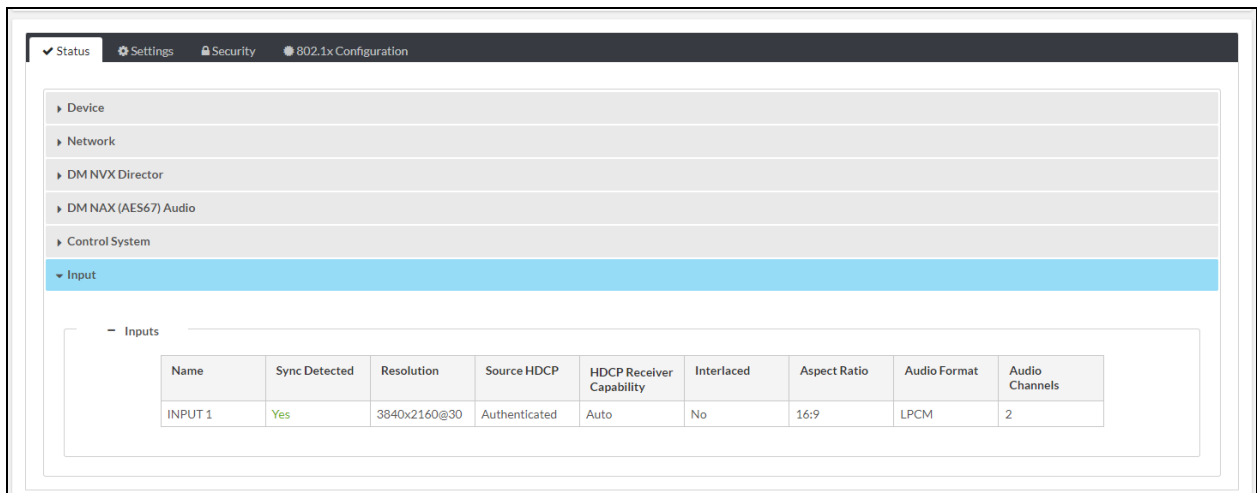 Status Settings Security 802.1x Configuration
Device
Network
DM NVX Director
DM NAX (AES67) Audio
Control System
Input
Inputs
Name Sync Detected Resolution Source HDCP HDCP Receiver Capability Interlaced Aspect Ratio Audio Format Audio Channels
INPUT 1 Yes 3840x2160@30 Authenticated Auto No 16:9 LPCM 2